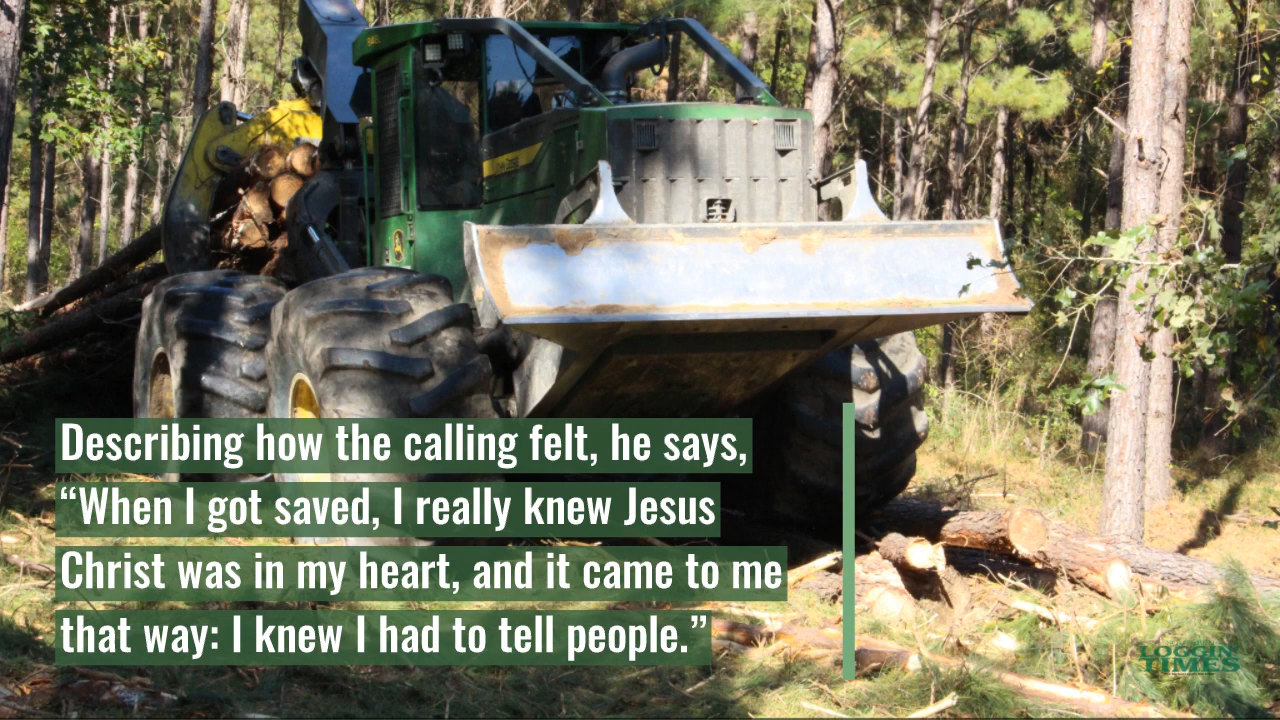 Describing how the calling felt, he says,
“When I got saved, I really knew Jesus
Christ was in my heart, and it came to me
that way: I knew I had to tell people.”
LOGGIN'
TIMES